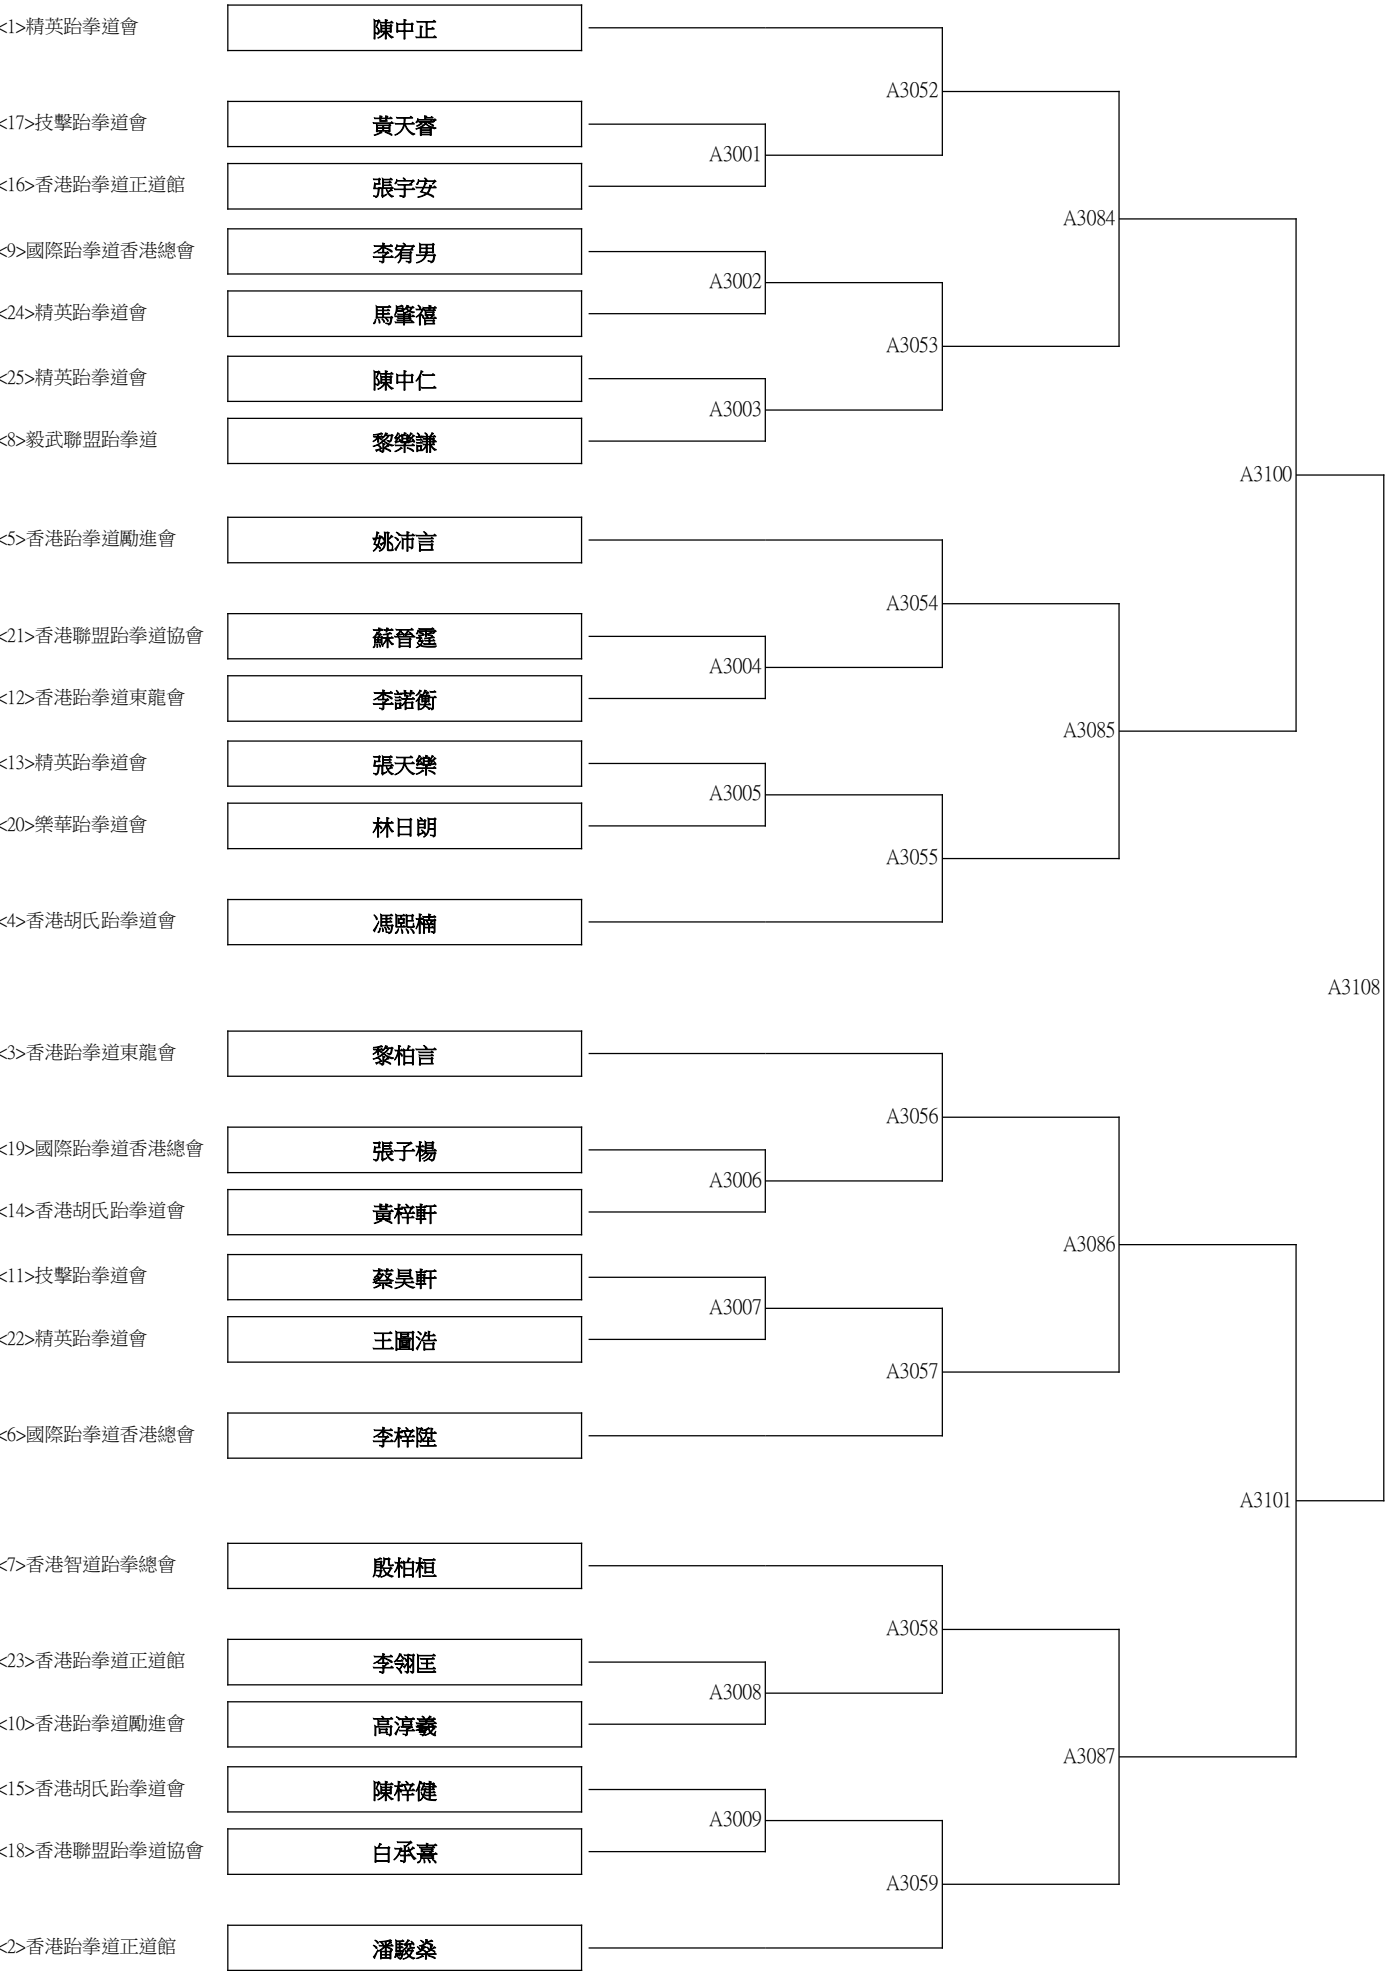 <1>精英跆拳道會 陳中正
A3052
<17>技擊跆拳道會 黃天睿
A3001
<16>香港跆拳道正道館 張宇安
A3084
<9>國際跆拳道香港總會 李宥男
A3002
<24>精英跆拳道會 馬肇禧
A3053
<25>精英跆拳道會 陳中仁
A3003
<8>毅武聯盟跆拳道 黎樂謙
A3100
<5>香港跆拳道勵進會 姚沛言
A3054
<21>香港聯盟跆拳道協會 蘇晉霆
A3004
<12>香港跆拳道東龍會 李諾衡
A3085
<13>精英跆拳道會 張天樂
A3005
<20>樂華跆拳道會 林日朗
A3055
<4>香港胡氏跆拳道會 馮熙楠
A3108
<3>香港跆拳道東龍會 黎柏言
A3056
<19>國際跆拳道香港總會 張子楊
A3006
<14>香港胡氏跆拳道會 黃梓軒
A3086
<11>技擊跆拳道會 蔡昊軒
A3007
<22>精英跆拳道會 王圖浩
A3057
<6>國際跆拳道香港總會 李梓陞
A3101
<7>香港智道跆拳總會 殷柏桓
A3058
<23>香港跆拳道正道館 李翎匡
A3008
<10>香港跆拳道勵進會 高淳羲
A3087
<15>香港胡氏跆拳道會 陳梓健
A3009
<18>香港聯盟跆拳道協會 白承熹
A3059
<2>香港跆拳道正道館 潘駿燊